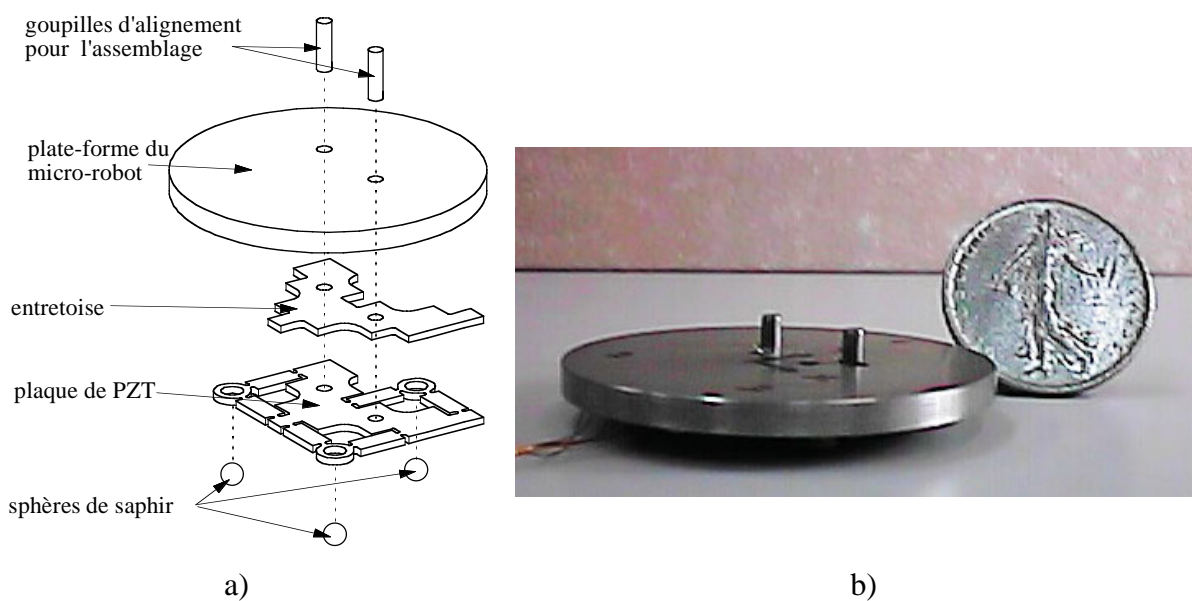 goupilles d'alignement
pour l'assemblage
plate-forme du
micro-robot
entretoise
plaque de PZT
sphères de saphir
a)
b)